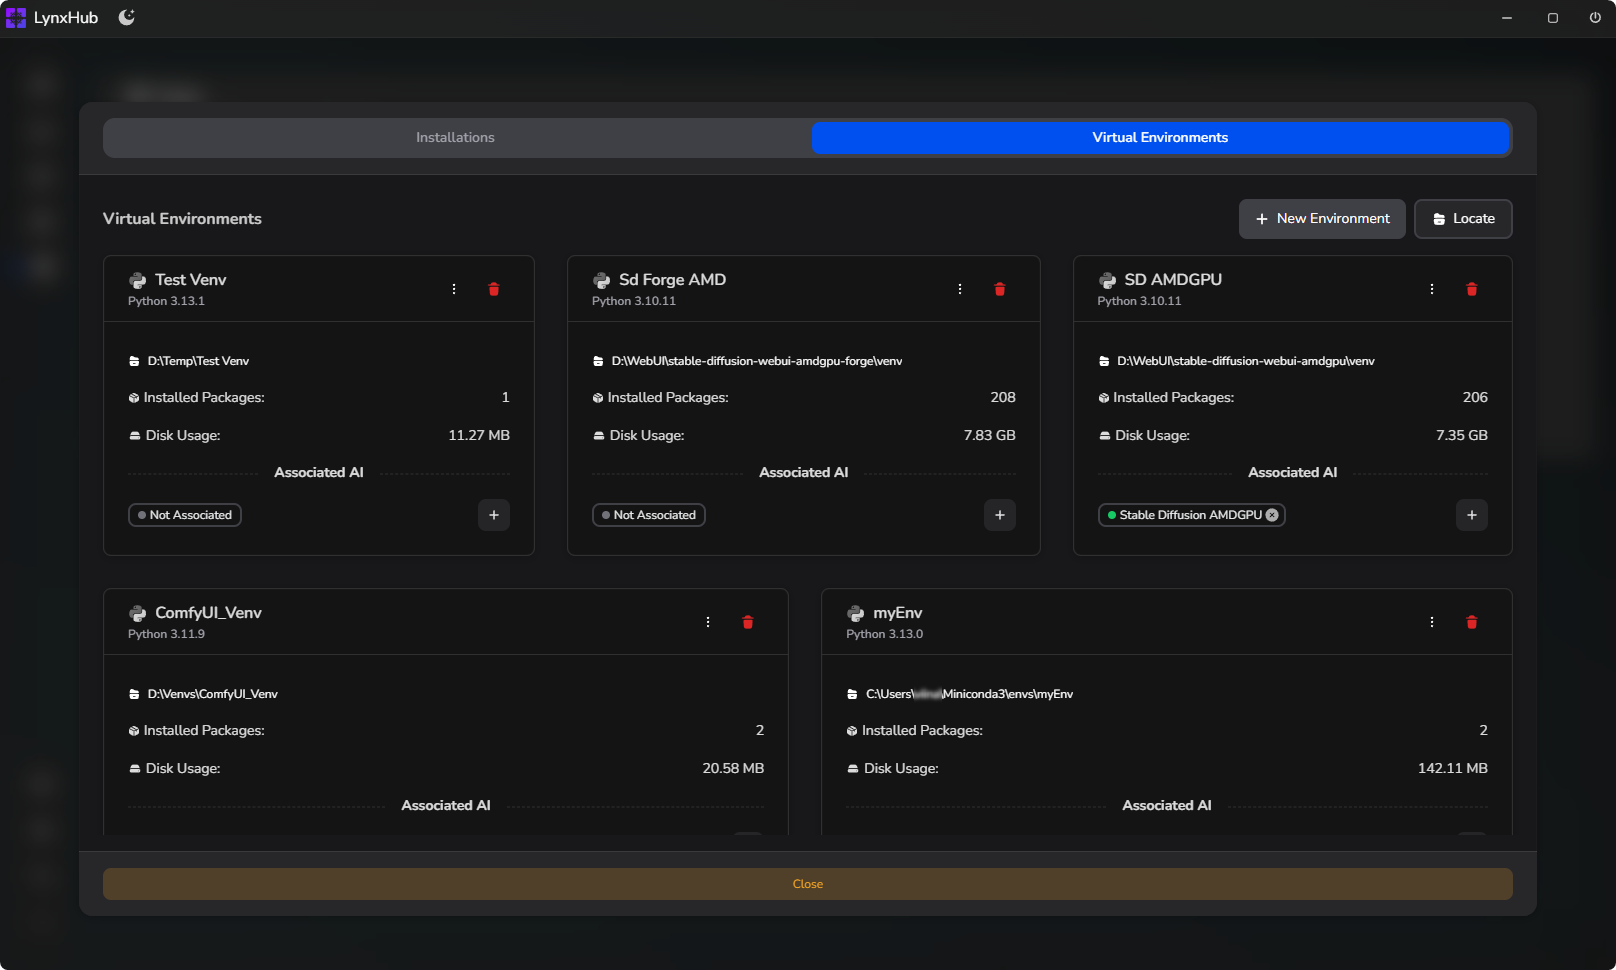 LynxHub
Installations
Virtual Environments
Virtual Environments
New Environment
Locate
Test Venv
Python 3.13.1
D:\Temp\Test Venv
Installed Packages: 1
Disk Usage: 11.27 MB
Associated AI
Not Associated
Sd Forge AMD
Python 3.10.11
D:\WebUI\stable-diffusion-webui-amdgpu-forge\venv
Installed Packages: 208
Disk Usage: 7.83 GB
Associated AI
Not Associated
SD AMDGPU
Python 3.10.11
D:\WebUI\stable-diffusion-webui-amdgpu\venv
Installed Packages: 206
Disk Usage: 7.35 GB
Associated AI
Stable Diffusion AMDGPU
ComfyUI_Venv
Python 3.11.9
D:\Venvs\ComfyUI_Venv
Installed Packages: 2
Disk Usage: 20.58 MB
Associated AI
myEnv
Python 3.13.0
C:\Users\ \Miniconda3\envs\myEnv
Installed Packages: 2
Disk Usage: 142.11 MB
Associated AI
Close